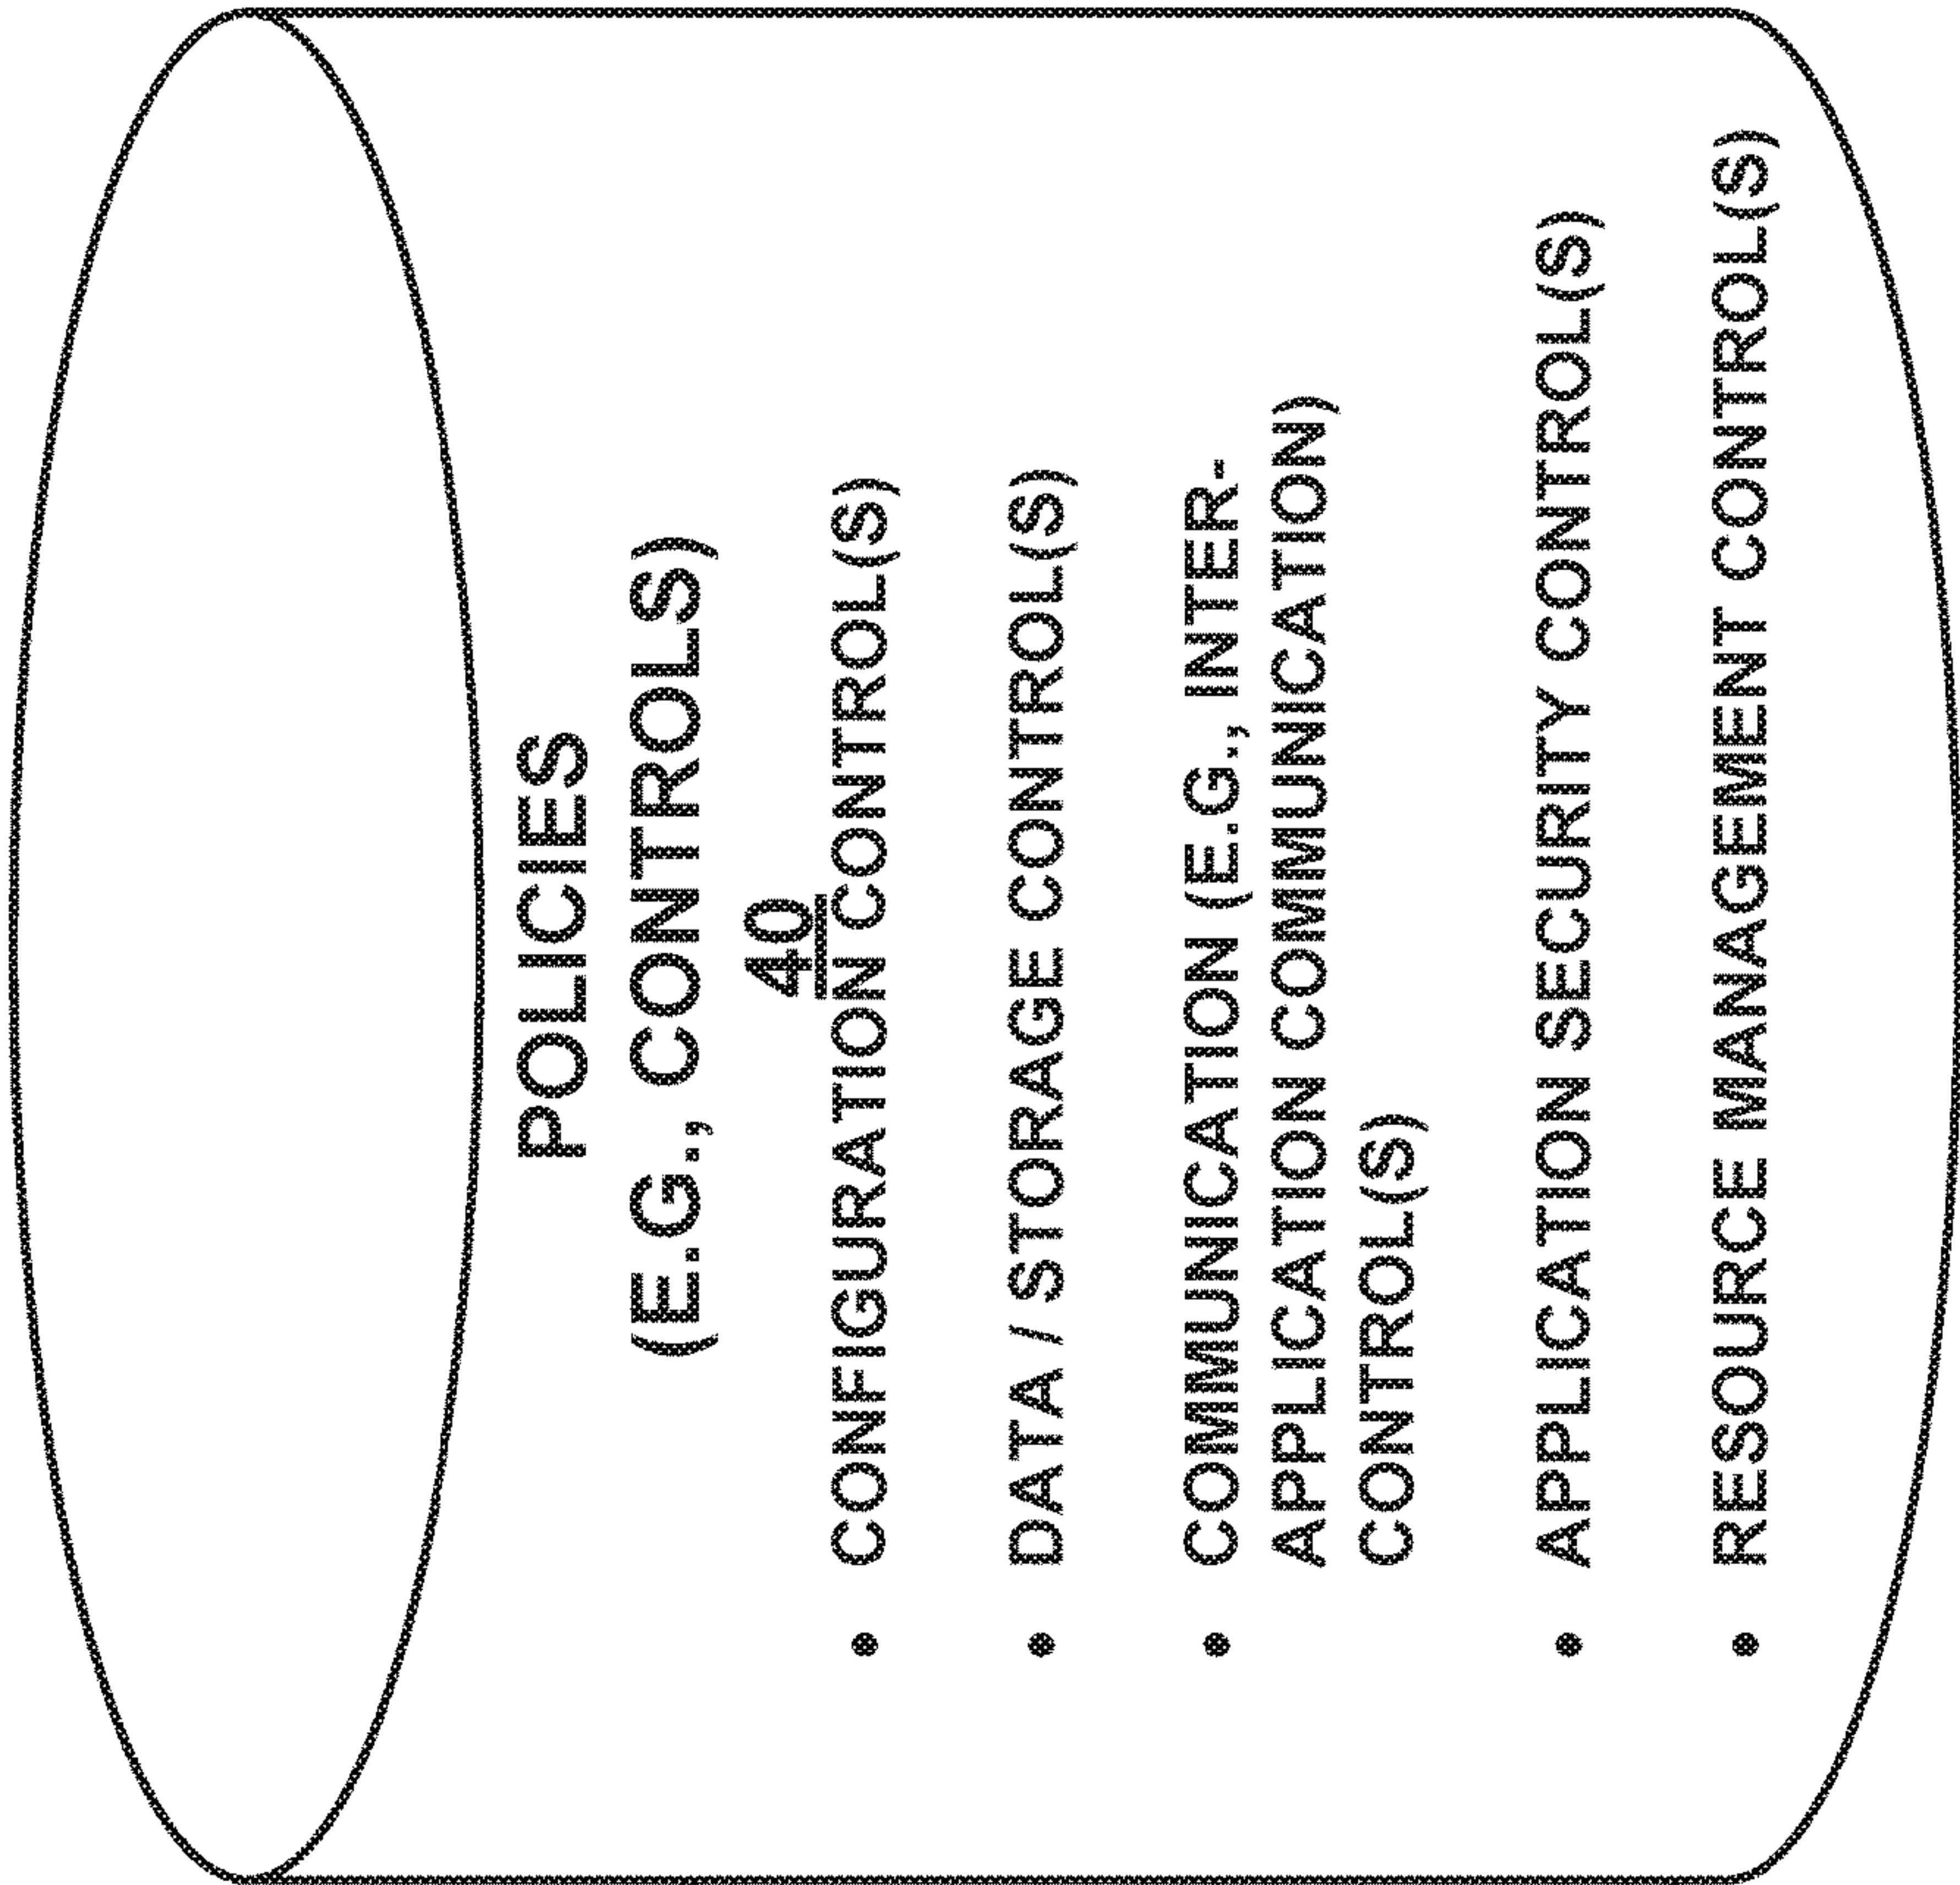 POLICIES
(E.G., CONTROLS)
40
• CONFIGURATION CONTROL(S)
• DATA / STORAGE CONTROL(S)
• COMMUNICATION (E.G., INTER-
APPLICATION COMMUNICATION)
CONTROL(S)
• APPLICATION SECURITY CONTROL(S)
• RESOURCE MANAGEMENT CONTROL(S)